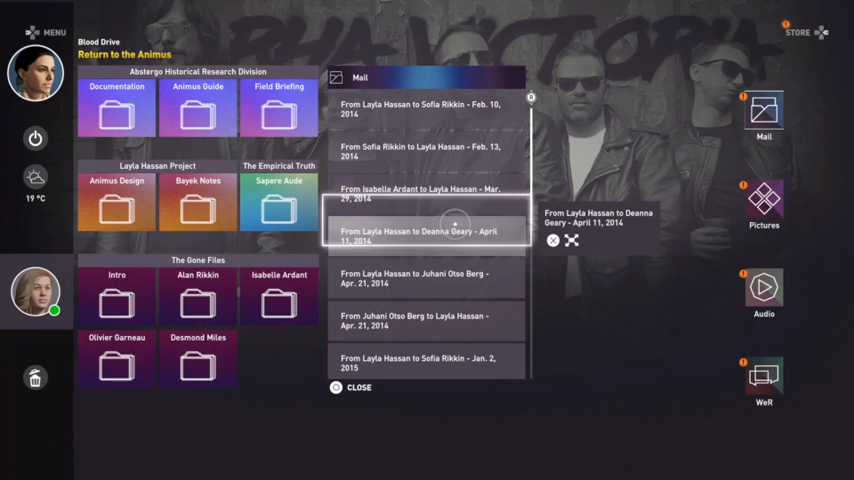 MENU
STORE
Blood Drive
Return to the Animus
Abstergo Historical Research Division
Documentation
Animus Guide
Field Briefing
Layla Hassan Project
The Empirical Truth
Animus Design
Bayek Notes
Sapere Aude
19 °C
The Gone Files
Intro
Alan Rikkin
Isabelle Ardant
Olivier Garneau
Desmond Miles
Mail
R
From Layla Hassan to Sofia Rikkin - Feb. 10,
2014
From Sofia Rikkin to Layla Hassan - Feb. 13,
2014
From Isabelle Ardant to Layla Hassan - Mar.
29, 2014
From Layla Hassan to Deanna Geary - April
11, 2014
From Layla Hassan to Juhani Otso Berg -
Apr. 21, 2014
From Juhani Otso Berg to Layla Hassan -
Apr. 21, 2014
From Layla Hassan to Sofia Rikkin - Jan. 2,
2015
CLOSE
From Layla Hassan to Deanna
Geary - April 11, 2014
Mail
Pictures
Audio
WeR